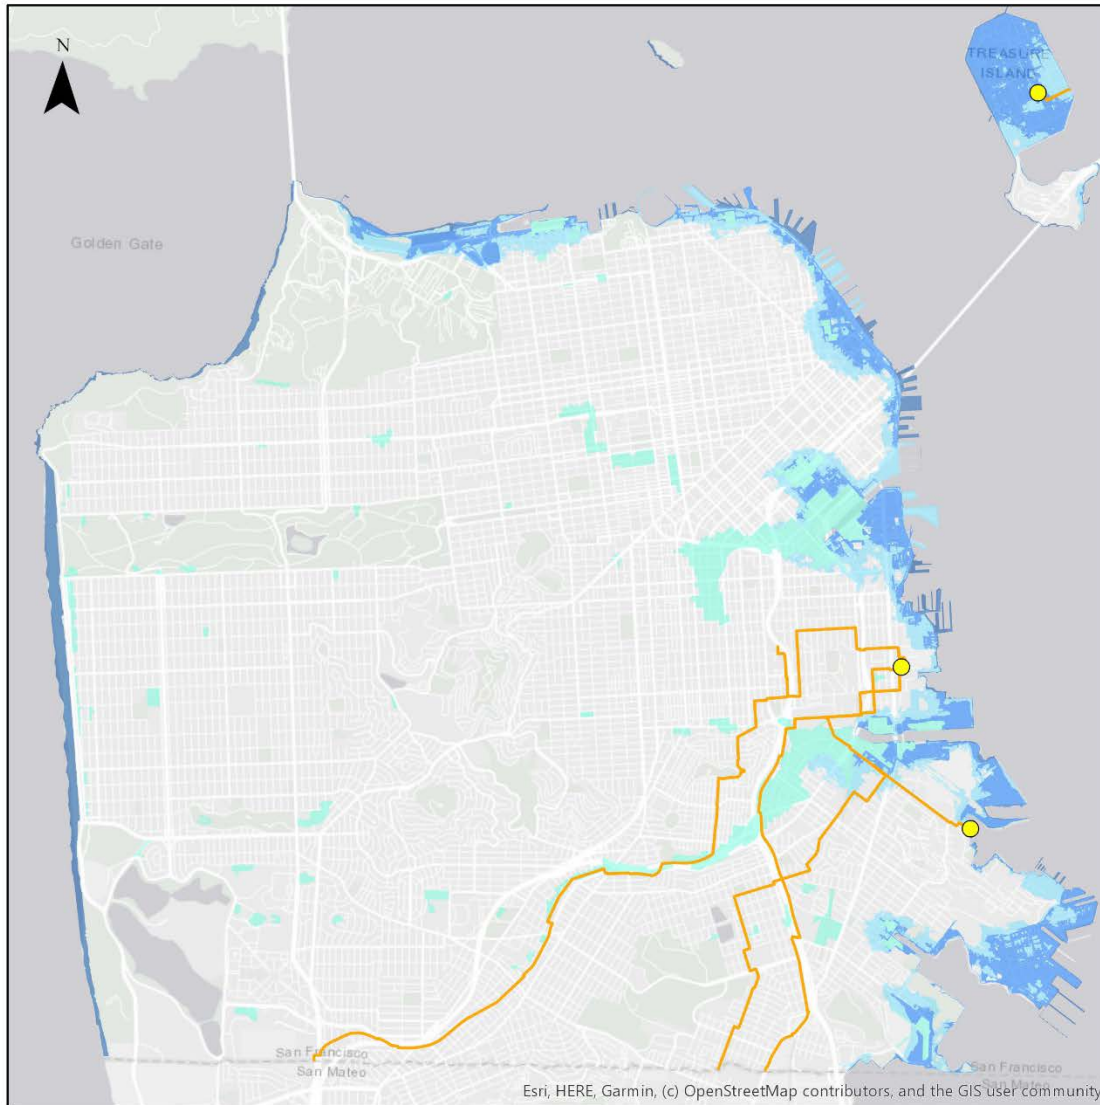 N
TREASURE
ISLAND
Golden Gate
San Francisco
San Mateo
San Francisco
San Mateo
Esri, HERE, Garmin, (c) OpenStreetMap contributors, and the GIS user community